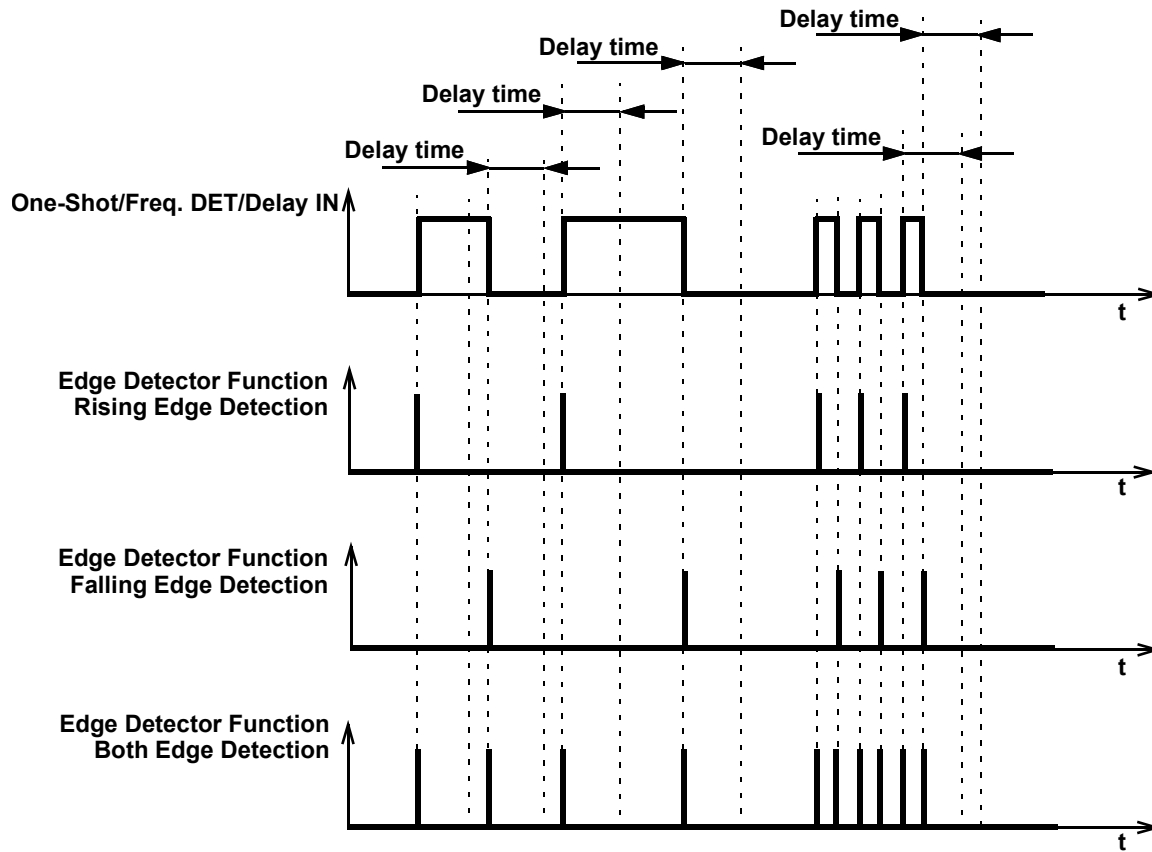 Delay time
Delay time
Delay time
Delay time
Delay time
One-Shot/Freq. DET/Delay IN
t
Edge Detector Function
Rising Edge Detection
t
Edge Detector Function
Falling Edge Detection
t
Edge Detector Function
Both Edge Detection
t